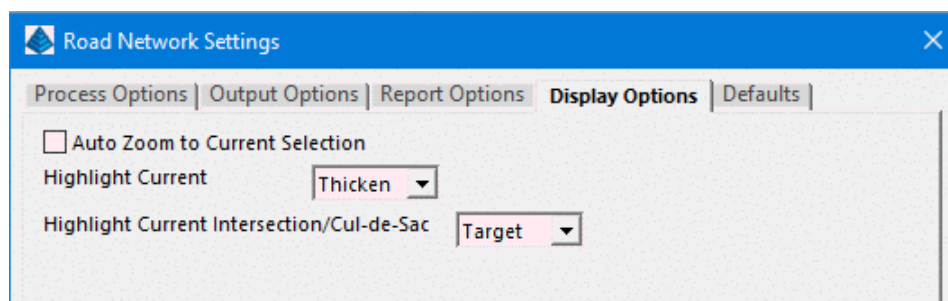 Road Network Settings
Process Options Output Options Report Options Display Options Defaults
Auto Zoom to Current Selection
Highlight Current Thicken
Highlight Current Intersection/Cul-de-Sac Target